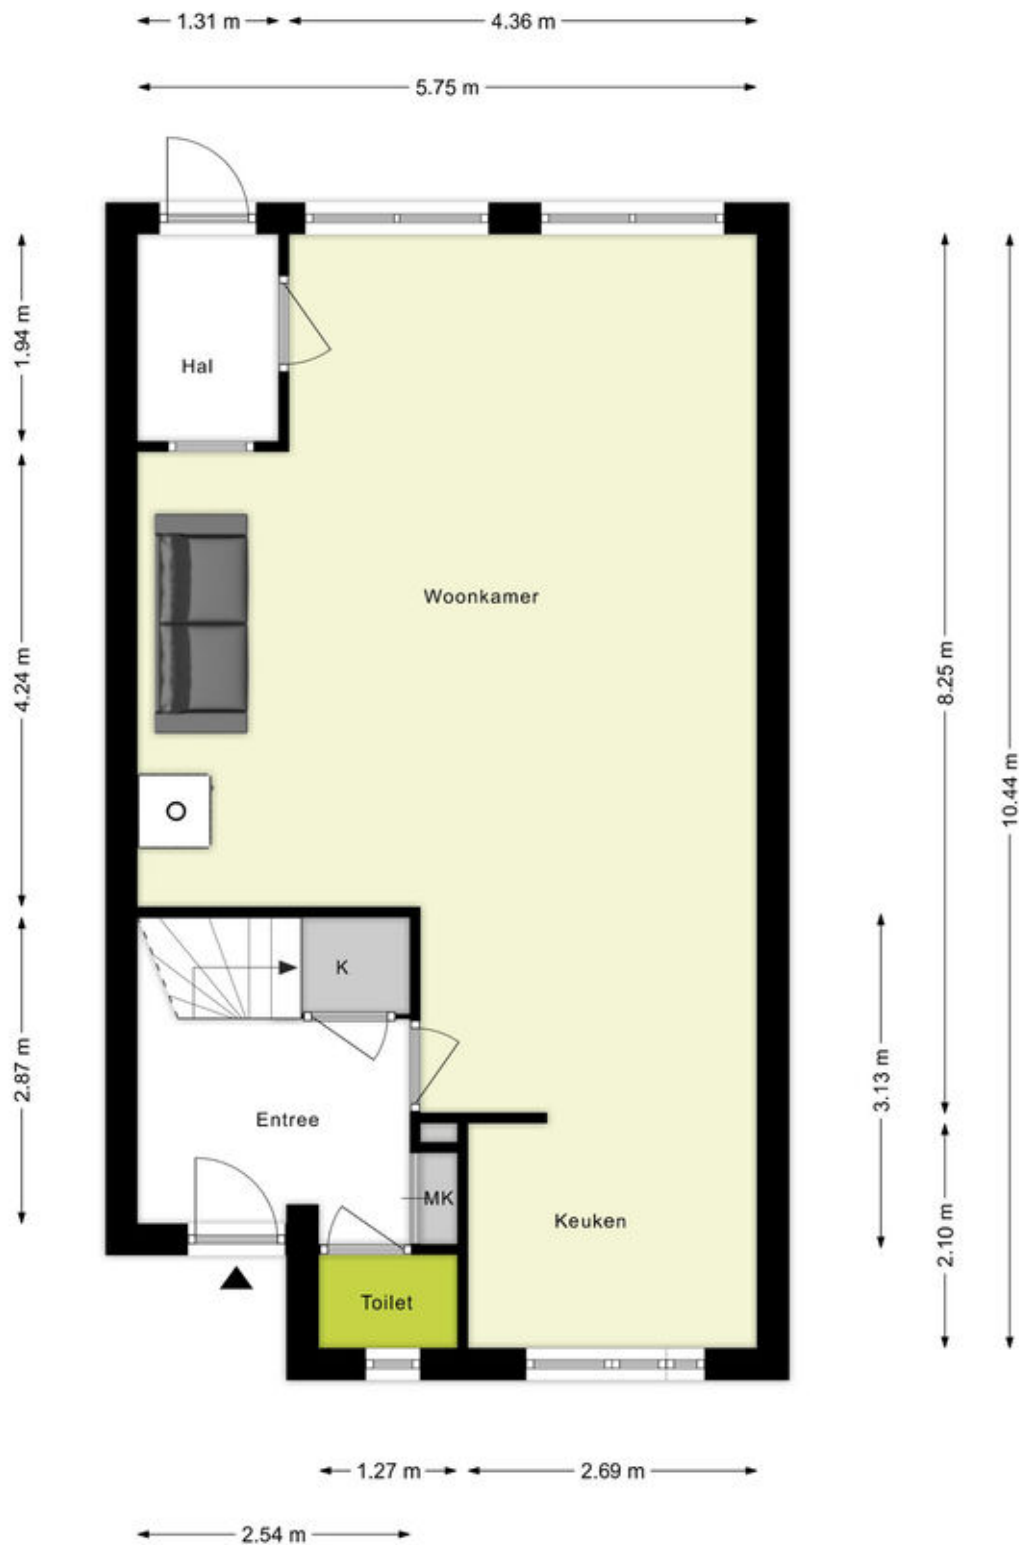 1.31 m
4.36 m
5.75 m
1.94 m
Hal
Woonkamer
4.24 m
8.25 m
10.44 m
K
2.87 m
3.13 m
Entree
MK
Keuken
2.10 m
Toilet
1.27 m
2.69 m
2.54 m